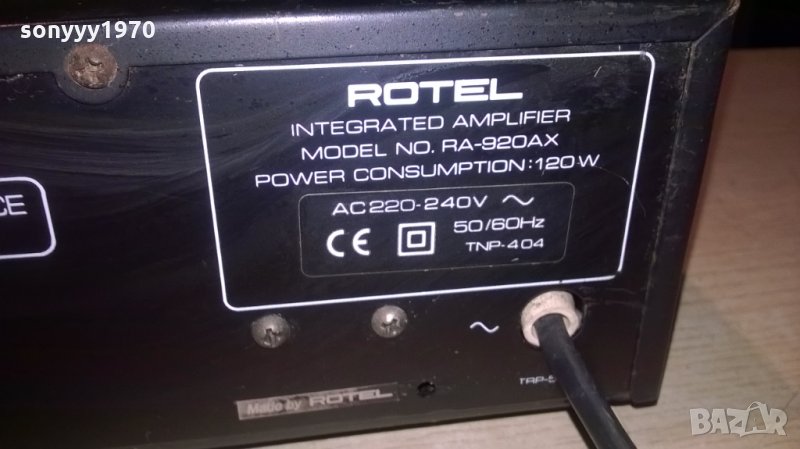 sonyyy1970
ROTEL
INTEGRATED AMPLIFIER
MODEL NO. RA-920AX
POWER CONSUMPTION:120W
AC220-240V ~
50/60Hz
CE
TNP-404
CE
~
Made by ROTEL
BAZAR